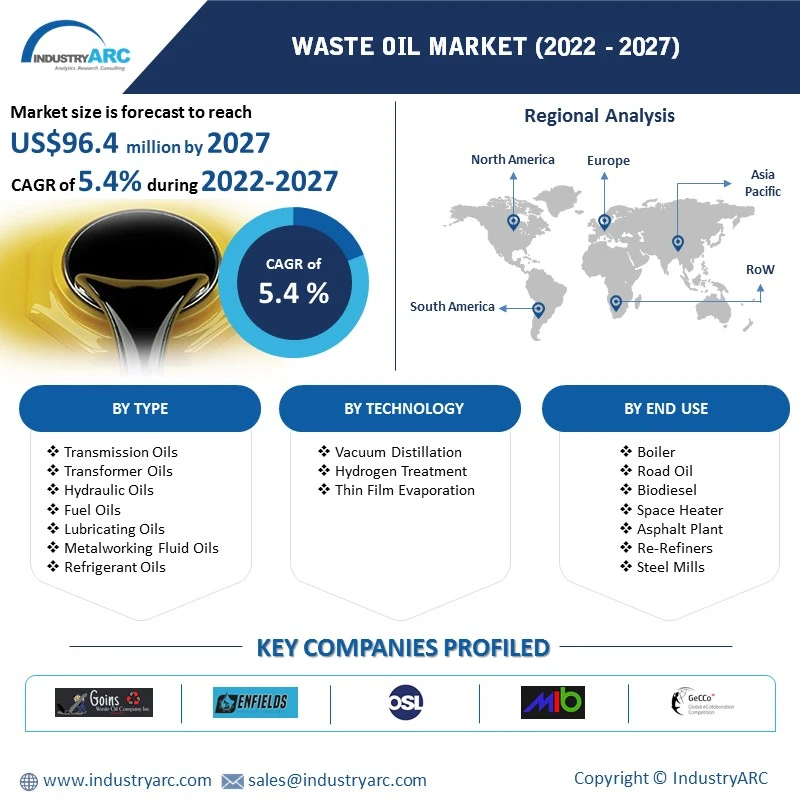 INDUSTRYARC
Analytics.Research.Consulting
WASTE OIL MARKET (2022 - 2027)
Market size is forecast to reach
US$96.4 million by 2027
CAGR of 5.4% during 2022-2027
CAGR of
5.4 %
Regional Analysis
North America
Europe
Asia
Pacific
RoW
South America
BY TYPE
Transmission Oils
Transformer Oils
Hydraulic Oils
Fuel Oils
Lubricating Oils
Metalworking Fluid Oils
Refrigerant Oils
BY TECHNOLOGY
Vacuum Distillation
Hydrogen Treatment
Thin Film Evaporation
BY END USE
Boiler
Road Oil
Biodiesel
Space Heater
Asphalt Plant
Re-Refiners
Steel Mills
KEY COMPANIES PROFILED
Goins
Waste Oil Company Inc
ENFIELDS
OSL
Mib
GeCCo™
Global eCollaboration
Competition
www.industryarc.com
sales@industryarc.com
Copyright © IndustryARC